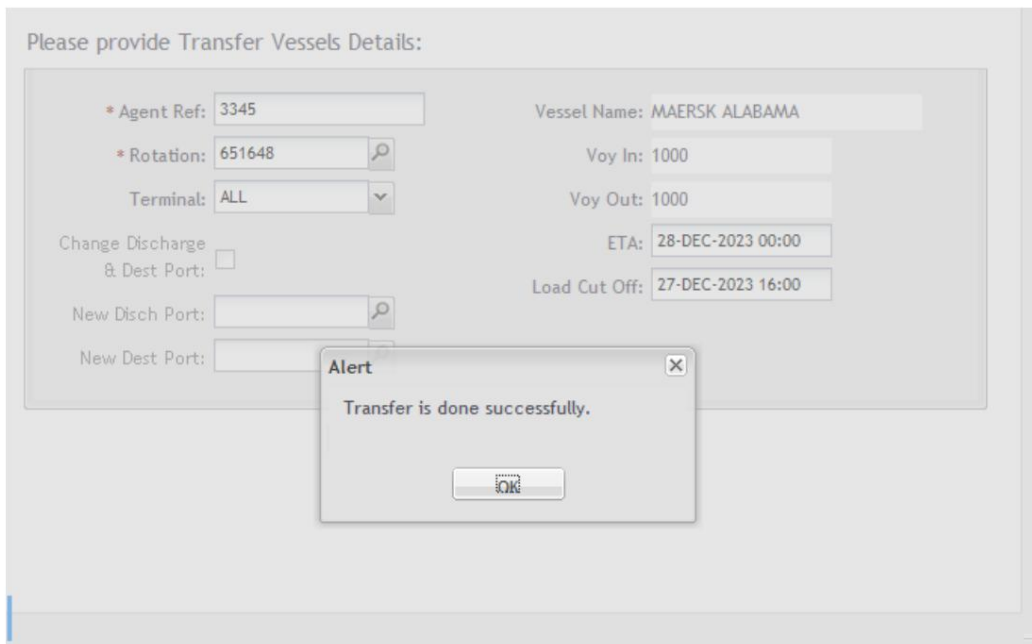 Please provide Transfer Vessels Details:
* Agent Ref: 3345
Vessel Name: MAERSK ALABAMA
* Rotation: 651648
Voy In: 1000
Terminal: ALL
Voy Out: 1000
Change Discharge
& Dest Port:
ETA: 28-DEC-2023 00:00
Load Cut Off: 27-DEC-2023 16:00
New Disch Port:
New Dest Port:
Alert
Transfer is done successfully.
OK